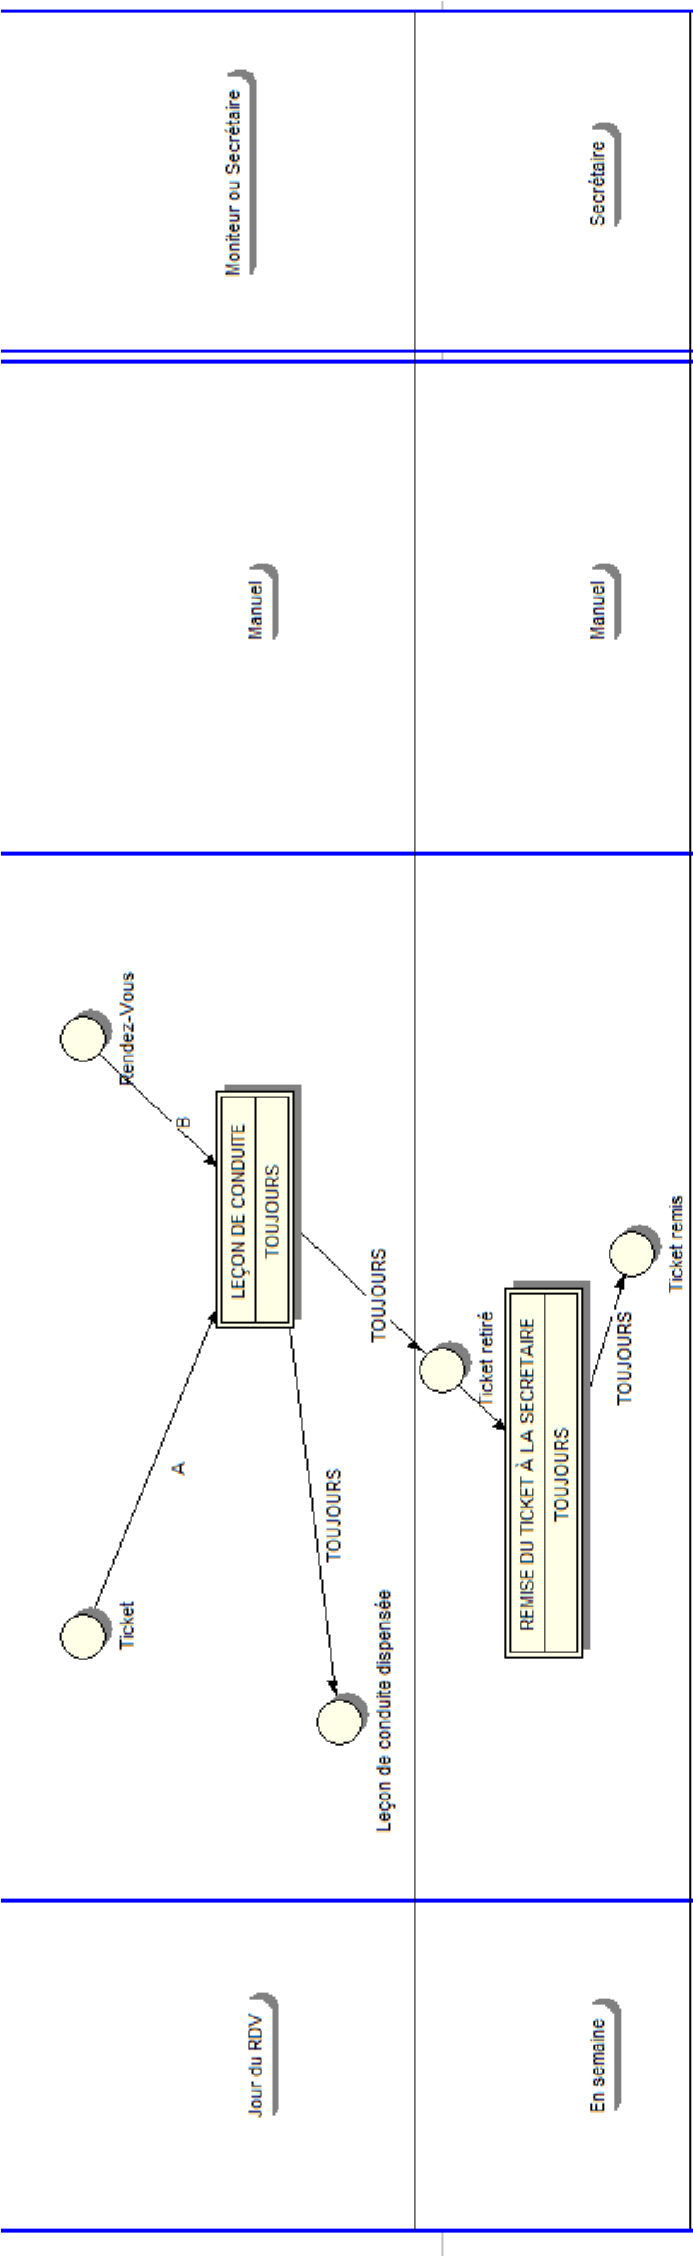 Ticket
Rendez-Vous
A
B
Jour du RDV
LEÇON DE CONDUITE
TOUJOURS
Manuel
Moniteur ou Secrétaire
TOUJOURS
TOUJOURS
Leçon de conduite dispensée
Ticket retiré
En semaine
REMISE DU TICKET À LA SECRETAIRE
TOUJOURS
Manuel
Secrétaire
TOUJOURS
Ticket remis